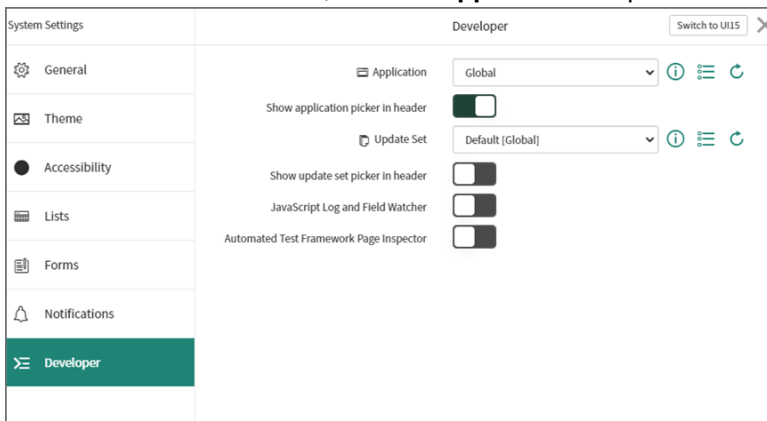 System Settings
Developer
Switch to UI15
General
Theme
Accessibility
Lists
Forms
Notifications
Developer
Application
Global
Show application picker in header
Update Set
Default [Global]
Show update set picker in header
JavaScript Log and Field Watcher
Automated Test Framework Page Inspector